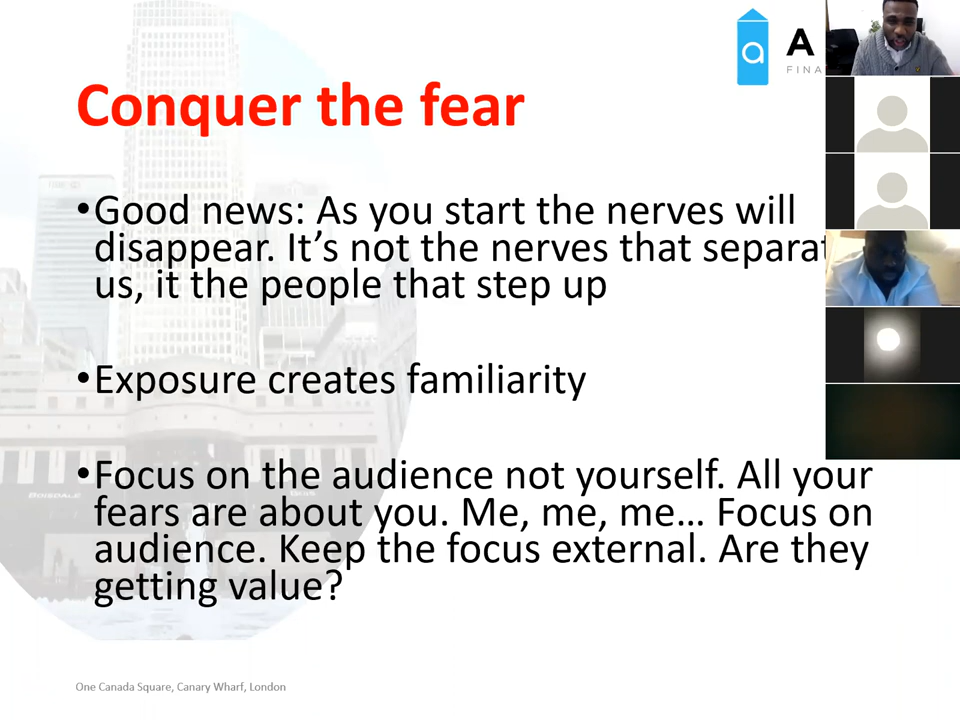 A
FINA
Conquer the fear
•Good news: As you start the nerves will
disappear. It’s not the nerves that separat
us, it the people that step up
•Exposure creates familiarity
•Focus on the audience not yourself. All your
fears are about you. Me, me, me… Focus on
audience. Keep the focus external. Are they
getting value?
One Canada Square, Canary Wharf, London